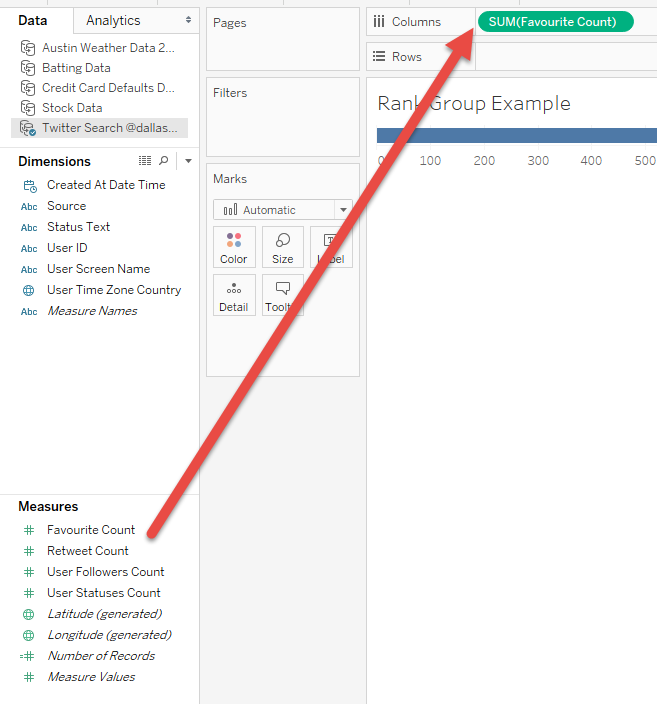 Data
Analytics
Austin Weather Data 2...
Batting Data
Credit Card Defaults D...
Stock Data
Twitter Search @dallas...
Dimensions
Created At Date Time
Abc Source
Abc Status Text
Abc User ID
Abc User Screen Name
User Time Zone Country
Abc Measure Names
Measures
# Favourite Count
# Retweet Count
# User Followers Count
# User Statuses Count
Latitude (generated)
Longitude (generated)
=# Number of Records
# Measure Values
Pages
Filters
Marks
Automatic
Color
Size
Label
Detail
Columns
SUM(Favourite Count)
Rows
Rank Group Example
100 200 300 400 500